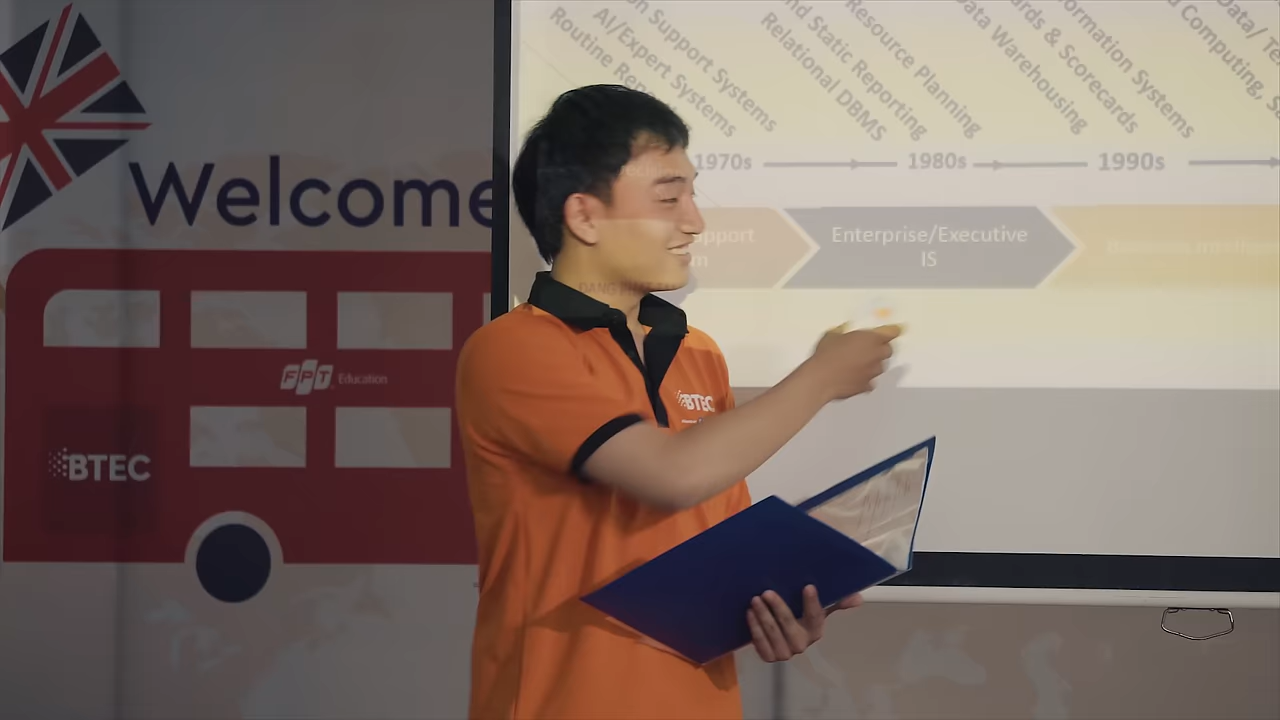 Welcome
FPT Education
BTEC
BTEC
Routine
AI/Expert Systems
Support Systems
Relational DBMS
Static Reporting
Resource Planning
Data Warehousing
& Scorecards
Systems
Computing,
Data/
1970s
1980s
1990s
Enterprise/Executive
IS